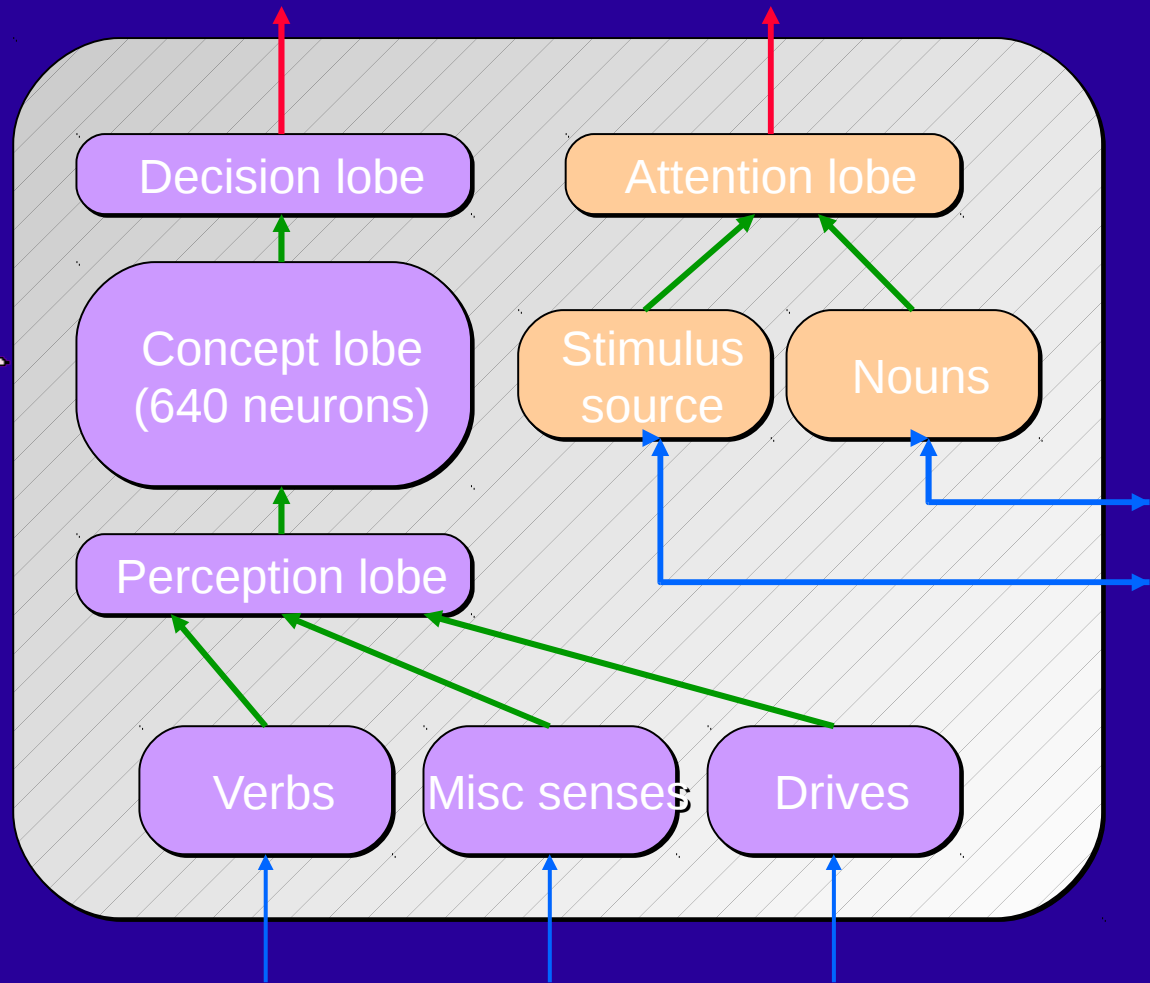 Decision lobe
Attention lobe
Concept lobe
(640 neurons)
Stimulus
source
Nouns
Perception lobe
Verbs
Misc senses
Drives